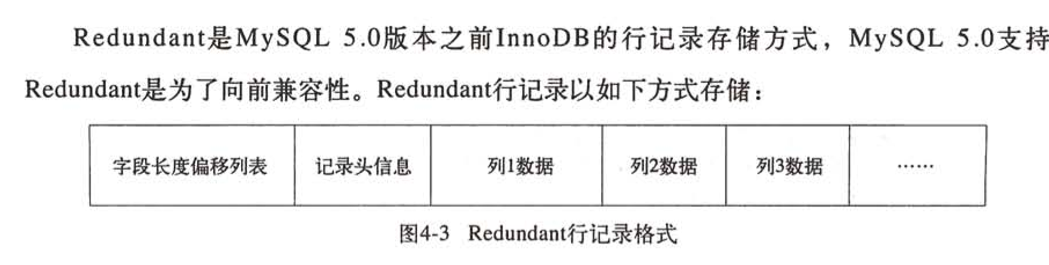 Redundant是MySQL 5.0版本之前InnoDB的行记录存储方式，MySQL 5.0支持
Redundant是为了向前兼容性。Redundant行记录以如下方式存储：
字段长度偏移列表 记录头信息 列1数据 列2数据 列3数据 ……
图4-3 Redundant行记录格式